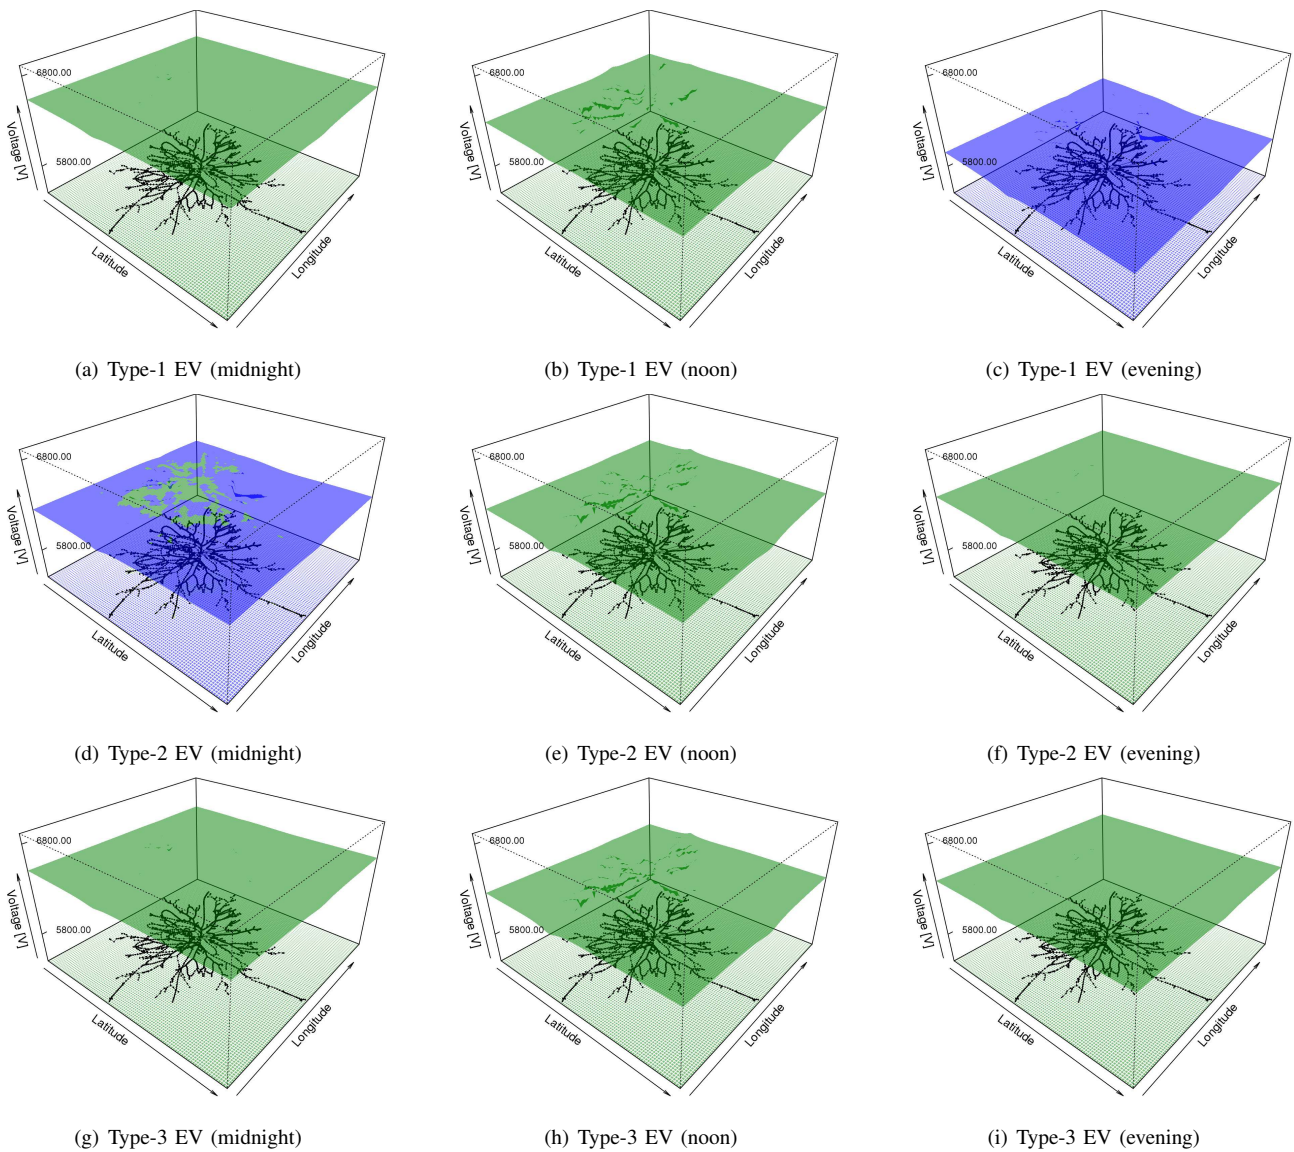 6800.00
5800.00
Voltage [V]
Latitude
Longitude
(a) Type-1 EV (midnight)
6800.00
5800.00
Voltage [V]
Latitude
Longitude
(b) Type-1 EV (noon)
6800.00
5800.00
Voltage [V]
Latitude
Longitude
(c) Type-1 EV (evening)
6800.00
5800.00
Voltage [V]
Latitude
Longitude
(d) Type-2 EV (midnight)
6800.00
5800.00
Voltage [V]
Latitude
Longitude
(e) Type-2 EV (noon)
6800.00
5800.00
Voltage [V]
Latitude
Longitude
(f) Type-2 EV (evening)
6800.00
5800.00
Voltage [V]
Latitude
Longitude
(g) Type-3 EV (midnight)
6800.00
5800.00
Voltage [V]
Latitude
Longitude
(h) Type-3 EV (noon)
6800.00
5800.00
Voltage [V]
Latitude
Longitude
(i) Type-3 EV (evening)